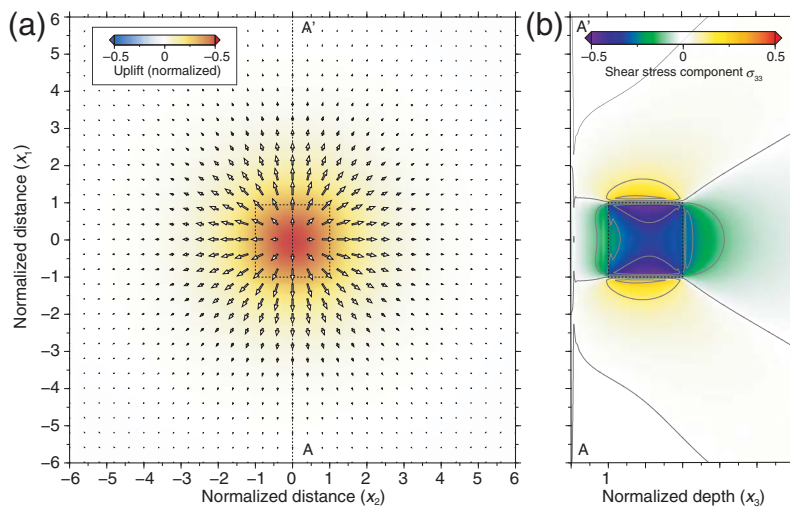 (a)
A'
−0.5 0 −0.5
Uplift (normalized)
Normalized distance (x₁)
6
5
4
3
2
1
0
−1
−2
−3
−4
−5
−6
A
−6 −5 −4 −3 −2 −1 0 1 2 3 4 5 6
Normalized distance (x₂)
(b)
A'
−0.5 0 0.5
Shear stress component σ₃₃
A
1
Normalized depth (x₃)